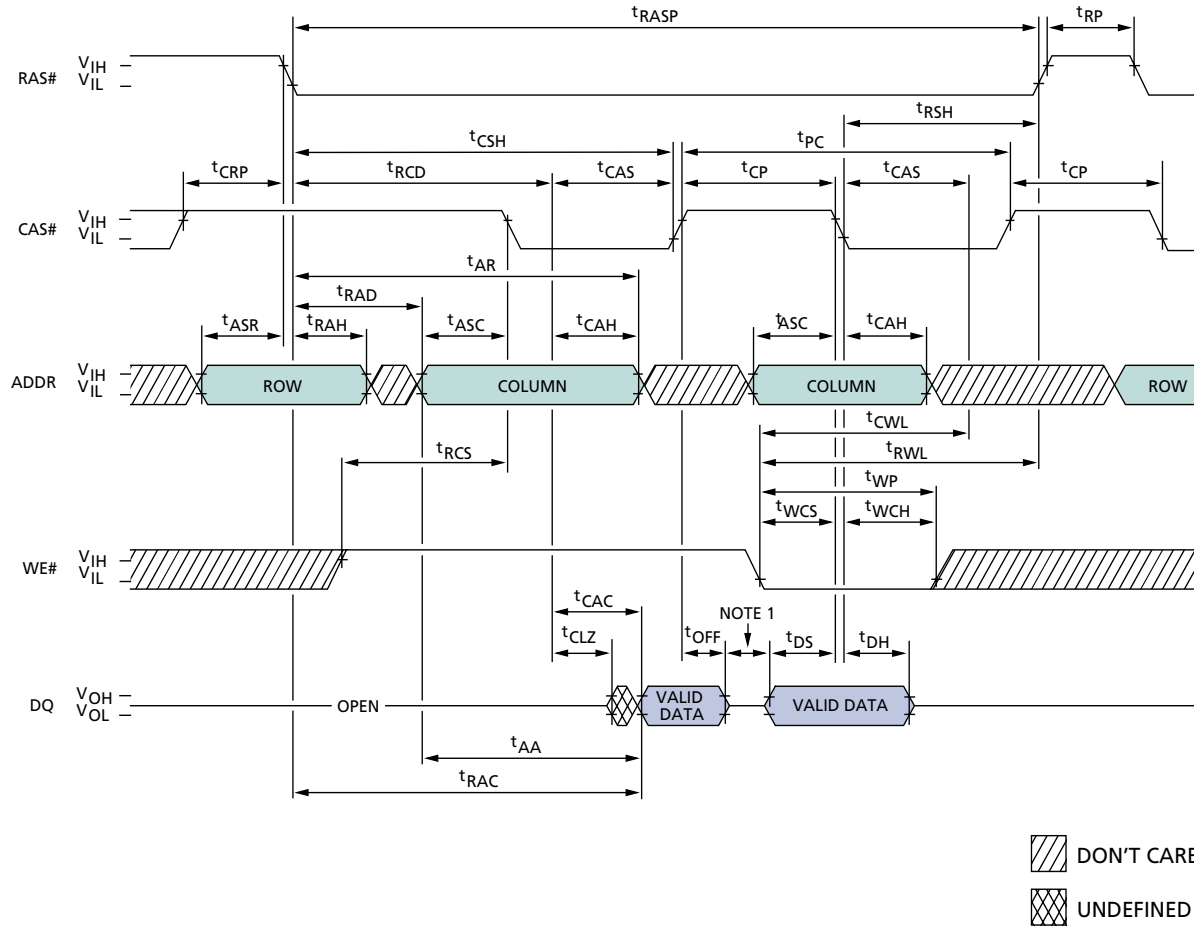 tRASP
tRP
RAS#
VIH
VIL
tRSH
tCSH
tPC
tCRP
tRCD
tCAS
tCP
tCAS
tCP
CAS#
VIH
VIL
tAR
tRAD
tASR
tRAH
tASC
tCAH
tASC
tCAH
ADDR
VIH
VIL
ROW
COLUMN
COLUMN
ROW
tCWL
tRCS
tRWL
tWP
tWCS
tWCH
WE#
VIH
VIL
tCAC
NOTE 1
tCLZ
tOFF
tDS
tDH
DQ
VOH
VOL
OPEN
VALID
DATA
VALID DATA
tAA
tRAC
DON'T CARE
UNDEFINED